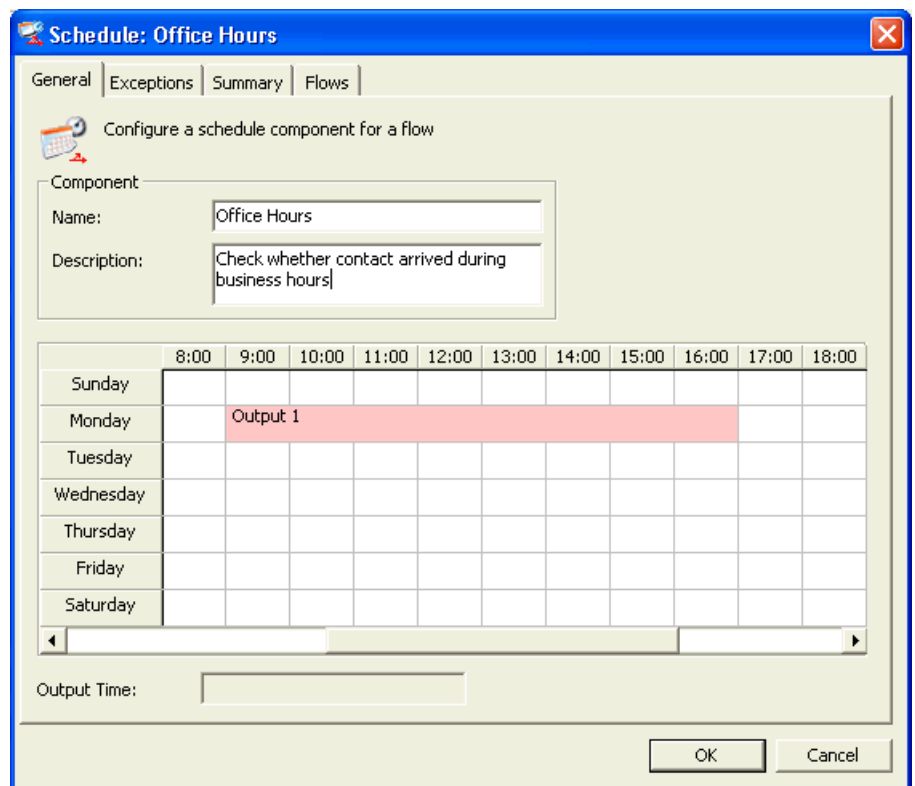 Schedule: Office Hours
General Exceptions Summary Flows
Configure a schedule component for a flow
Component
Name: Office Hours
Description: Check whether contact arrived during
business hours
8:00 9:00 10:00 11:00 12:00 13:00 14:00 15:00 16:00 17:00 18:00
Sunday
Monday Output 1
Tuesday
Wednesday
Thursday
Friday
Saturday
Output Time:
OK Cancel